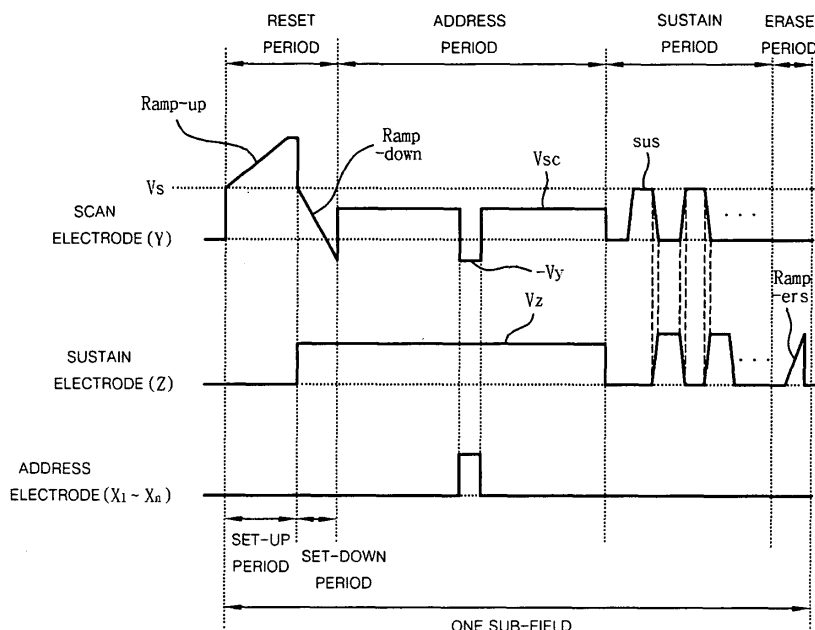 RESET
PERIOD
ADDRESS
PERIOD
SUSTAIN
PERIOD
ERASE
PERIOD
Ramp-up
Ramp
-down
Vsc
sus
Vs
SCAN
ELECTRODE (Y)
-Vy
Ramp
-ers
Vz
SUSTAIN
ELECTRODE (Z)
ADDRESS
ELECTRODE (X1 ~ Xn)
SET-UP
PERIOD
SET-DOWN
PERIOD
ONE SUB-FIELD